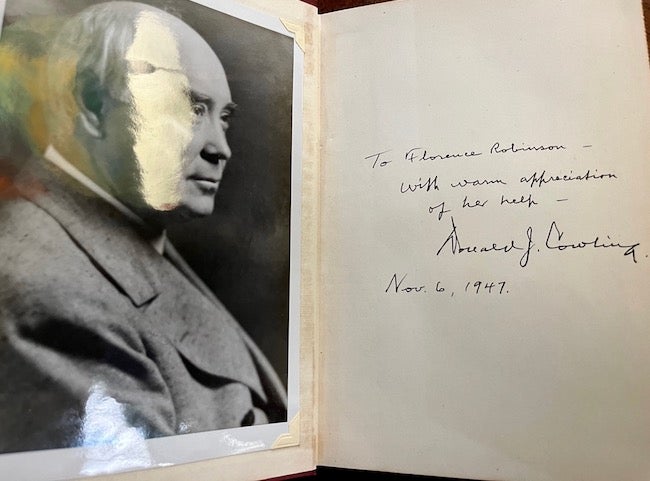 To Florence Robinson –
With warm appreciation
of her help –
Donald J. Cowling.
Nov. 6, 1947.